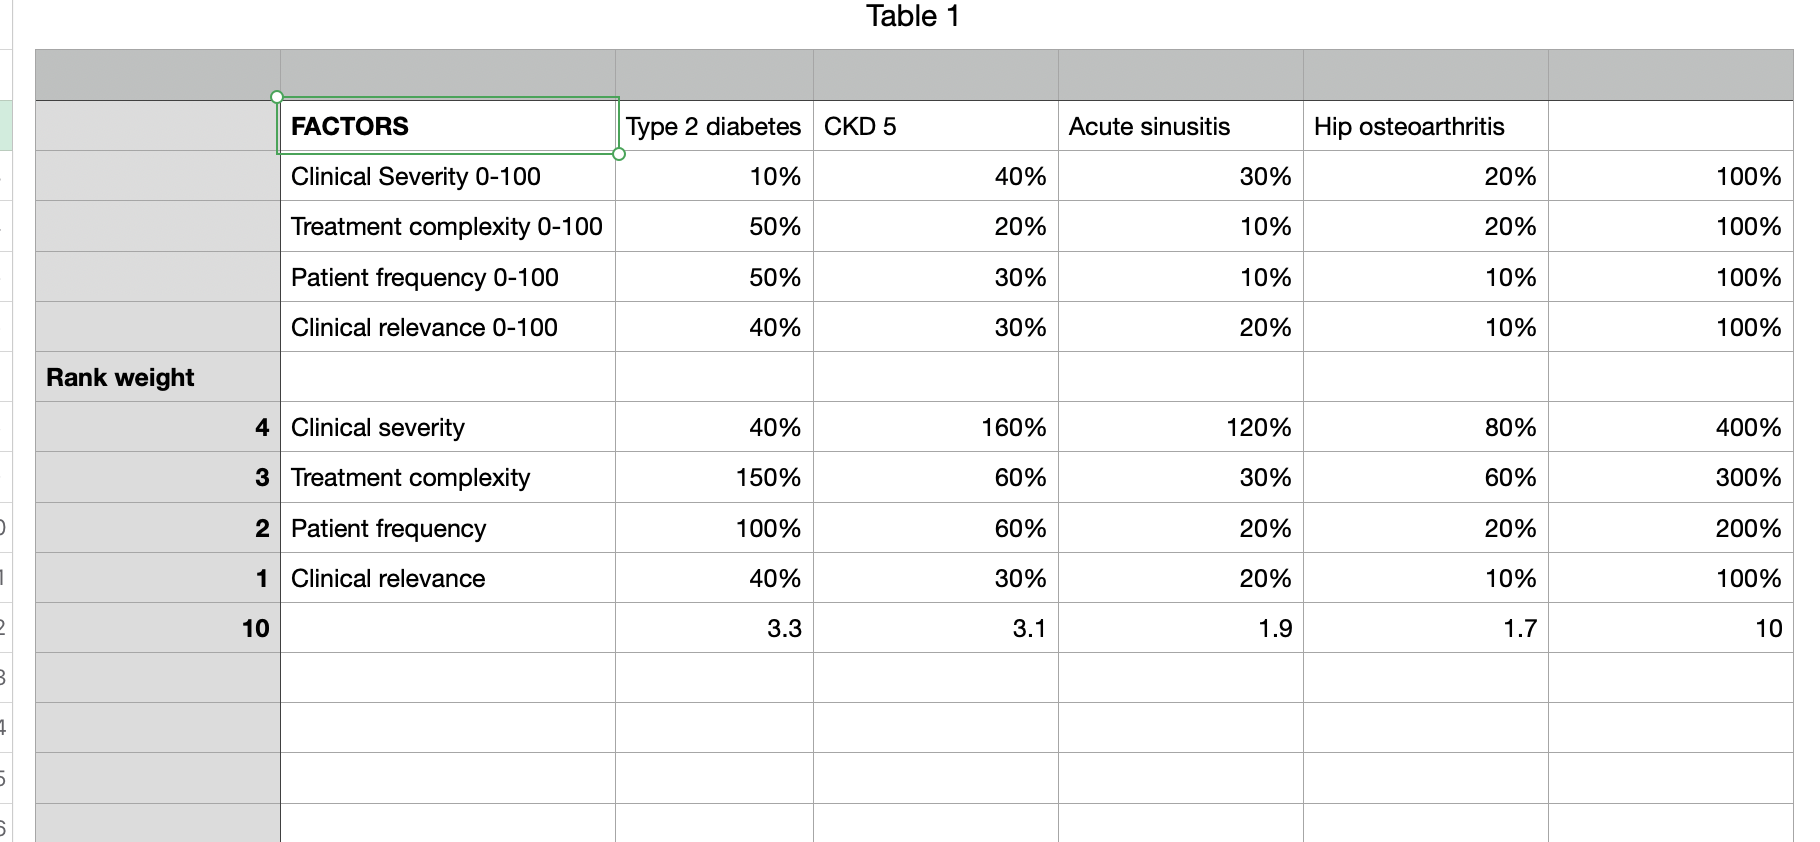 Table 1
FACTORS Type 2 diabetes CKD 5 Acute sinusitis Hip osteoarthritis
Clinical Severity 0-100 10% 40% 30% 20% 100%
Treatment complexity 0-100 50% 20% 10% 20% 100%
Patient frequency 0-100 50% 30% 10% 10% 100%
Clinical relevance 0-100 40% 30% 20% 10% 100%
Rank weight
4 Clinical severity 40% 160% 120% 80% 400%
3 Treatment complexity 150% 60% 30% 60% 300%
2 Patient frequency 100% 60% 20% 20% 200%
1 Clinical relevance 40% 30% 20% 10% 100%
10 3.3 3.1 1.9 1.7 10